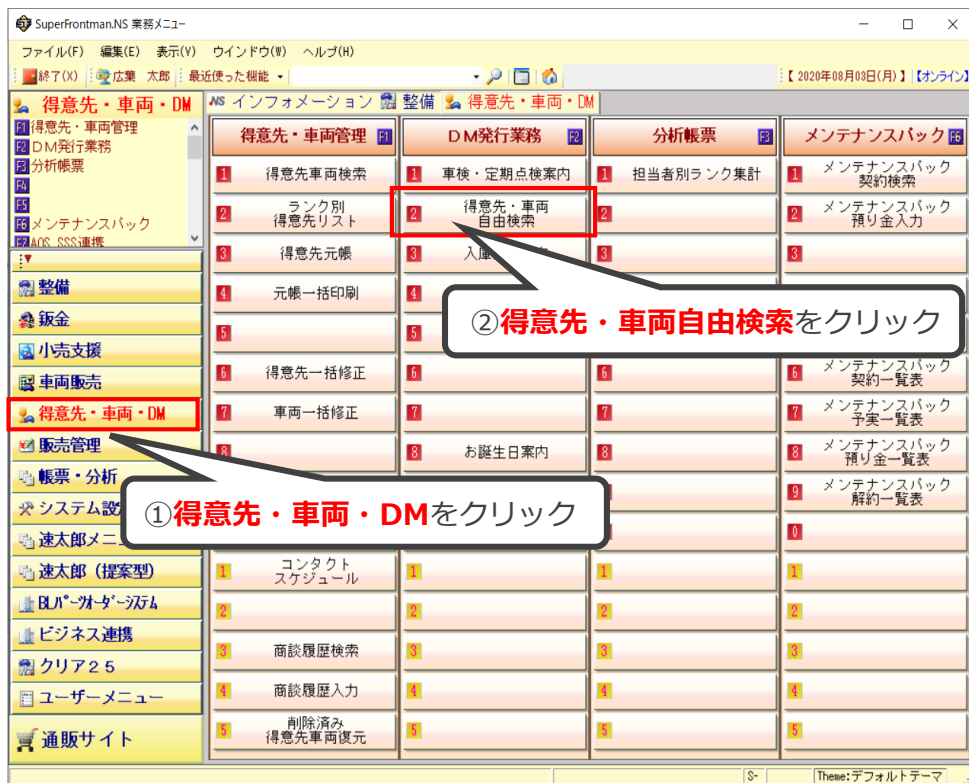 SuperFrontman.NS 業務メニュー
ファイル(F) 編集(E) 表示(V) ウインドウ(W) ヘルプ(H)
終了(X) 広葉 太郎 最近使った機能
【 2020年08月03日(月) 】【オンライン】
得意先・車両・DM
F1 得意先・車両管理
F2 DM発行業務
F3 分析帳票
F4
F5
F6 メンテナンスパック
F7 AOS SSS連携
整備
鈑金
小売支援
車両販売
得意先・車両・DM
販売管理
帳票・分析
システム設
速太郎メニ
速太郎(提案型)
BLパーツオーダーシステム
ビジネス連携
クリア25
ユーザーメニュー
通販サイト
NS インフォメーション 整備 得意先・車両・DM
得意先・車両管理 F1
1 得意先車両検索
2 ランク別
得意先リスト
3 得意先元帳
4 元帳一括印刷
5
6 得意先一括修正
7 車両一括修正
8
1 コンタクト
スケジュール
2
3 商談履歴検索
4 商談履歴入力
5 削除済み
得意先車両復元
DM発行業務 F2
1 車検・定期点検案内
2 得意先・車両
自由検索
3 入庫
4
5
6
7
8 お誕生日案内
1
2
3
4
5
分析帳票 F3
1 担当者別ランク集計
2
3
6
7
8
1
2
3
4
5
メンテナンスパック F6
1 メンテナンスパック
契約検索
2 メンテナンスパック
預り金入力
3
6 メンテナンスパック
契約一覧表
7 メンテナンスパック
予実一覧表
8 メンテナンスパック
預り金一覧表
9 メンテナンスパック
解約一覧表
0
1
2
3
4
5
②得意先・車両自由検索をクリック
①得意先・車両・DMをクリック
S-
Theme:デフォルトテーマ